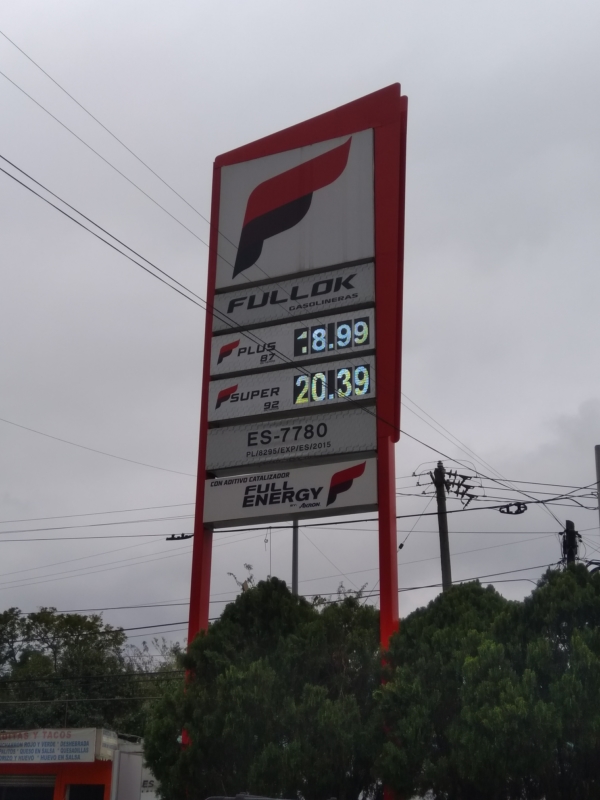 FULLOK
GASOLINERAS
PLUS 87 18.99
SUPER 92 20.39
ES-7780
PL/8295/EXP/ES/2015
CON ADITIVO CATALIZADOR
FULL
ENERGY
Y TACOS